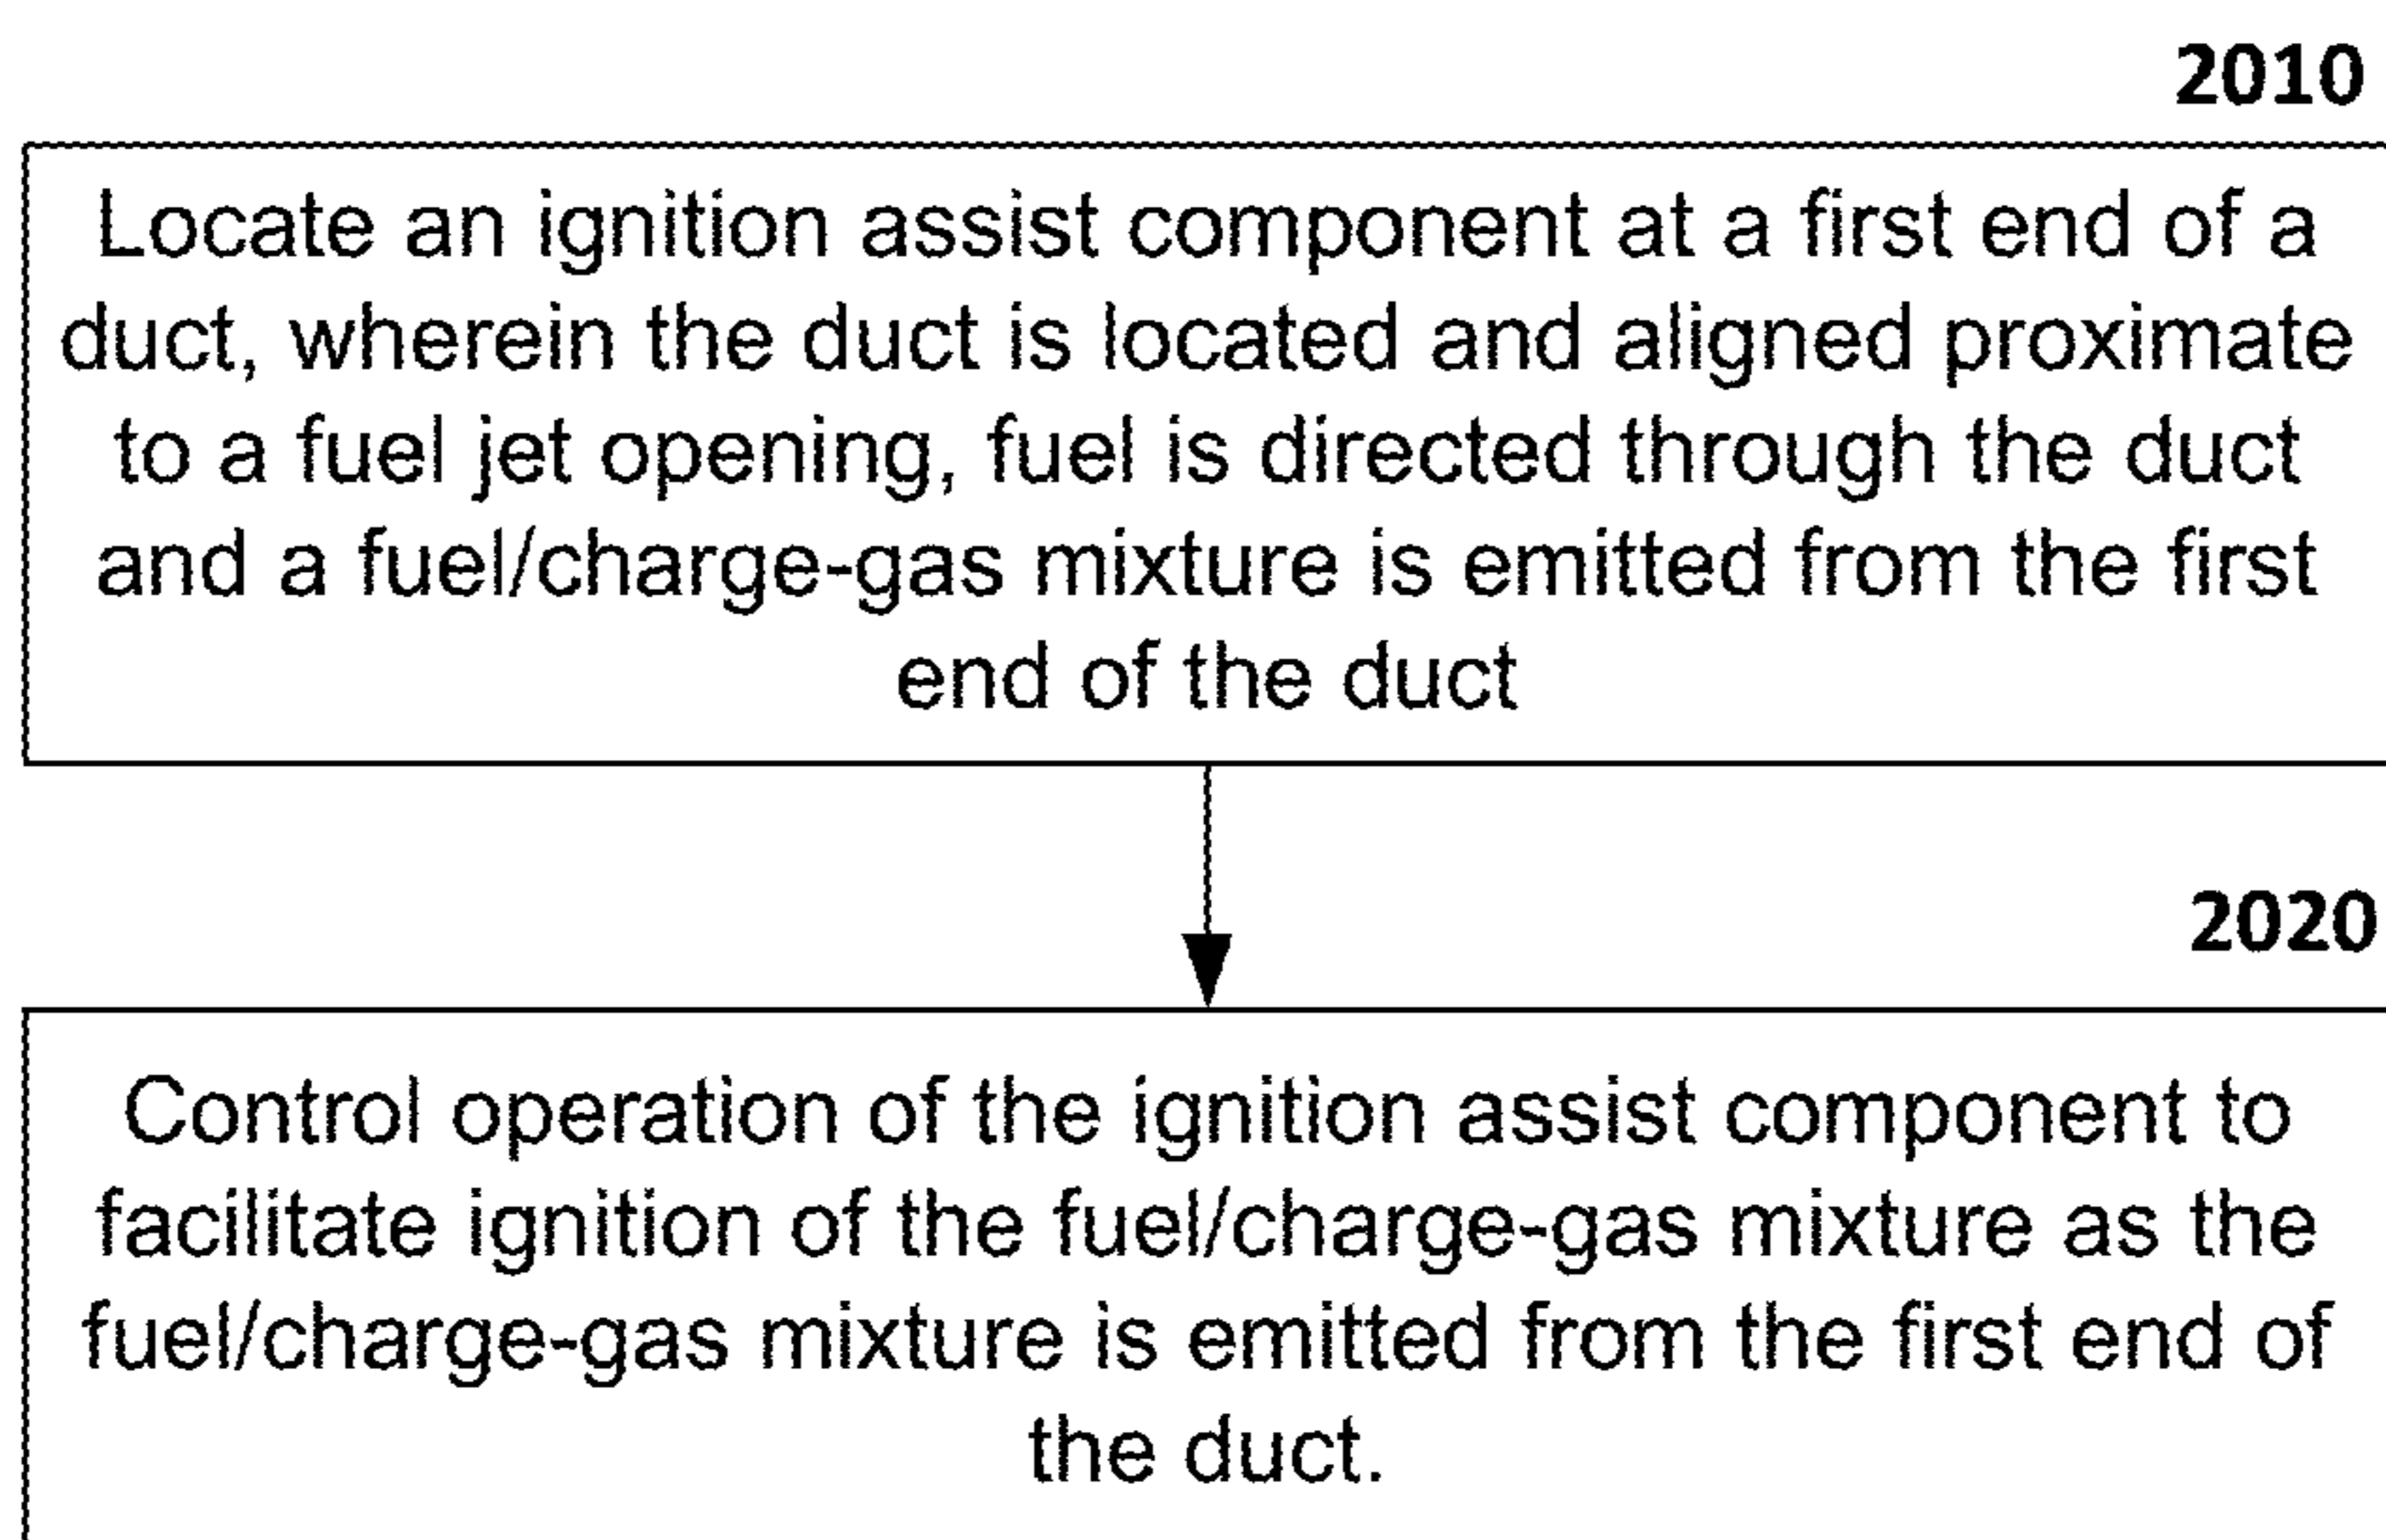 2010
Locate an ignition assist component at a first end of a
duct, wherein the duct is located and aligned proximate
to a fuel jet opening, fuel is directed through the duct
and a fuel/charge-gas mixture is emitted from the first
end of the duct
2020
Control operation of the ignition assist component to
facilitate ignition of the fuel/charge-gas mixture as the
fuel/charge-gas mixture is emitted from the first end of
the duct.